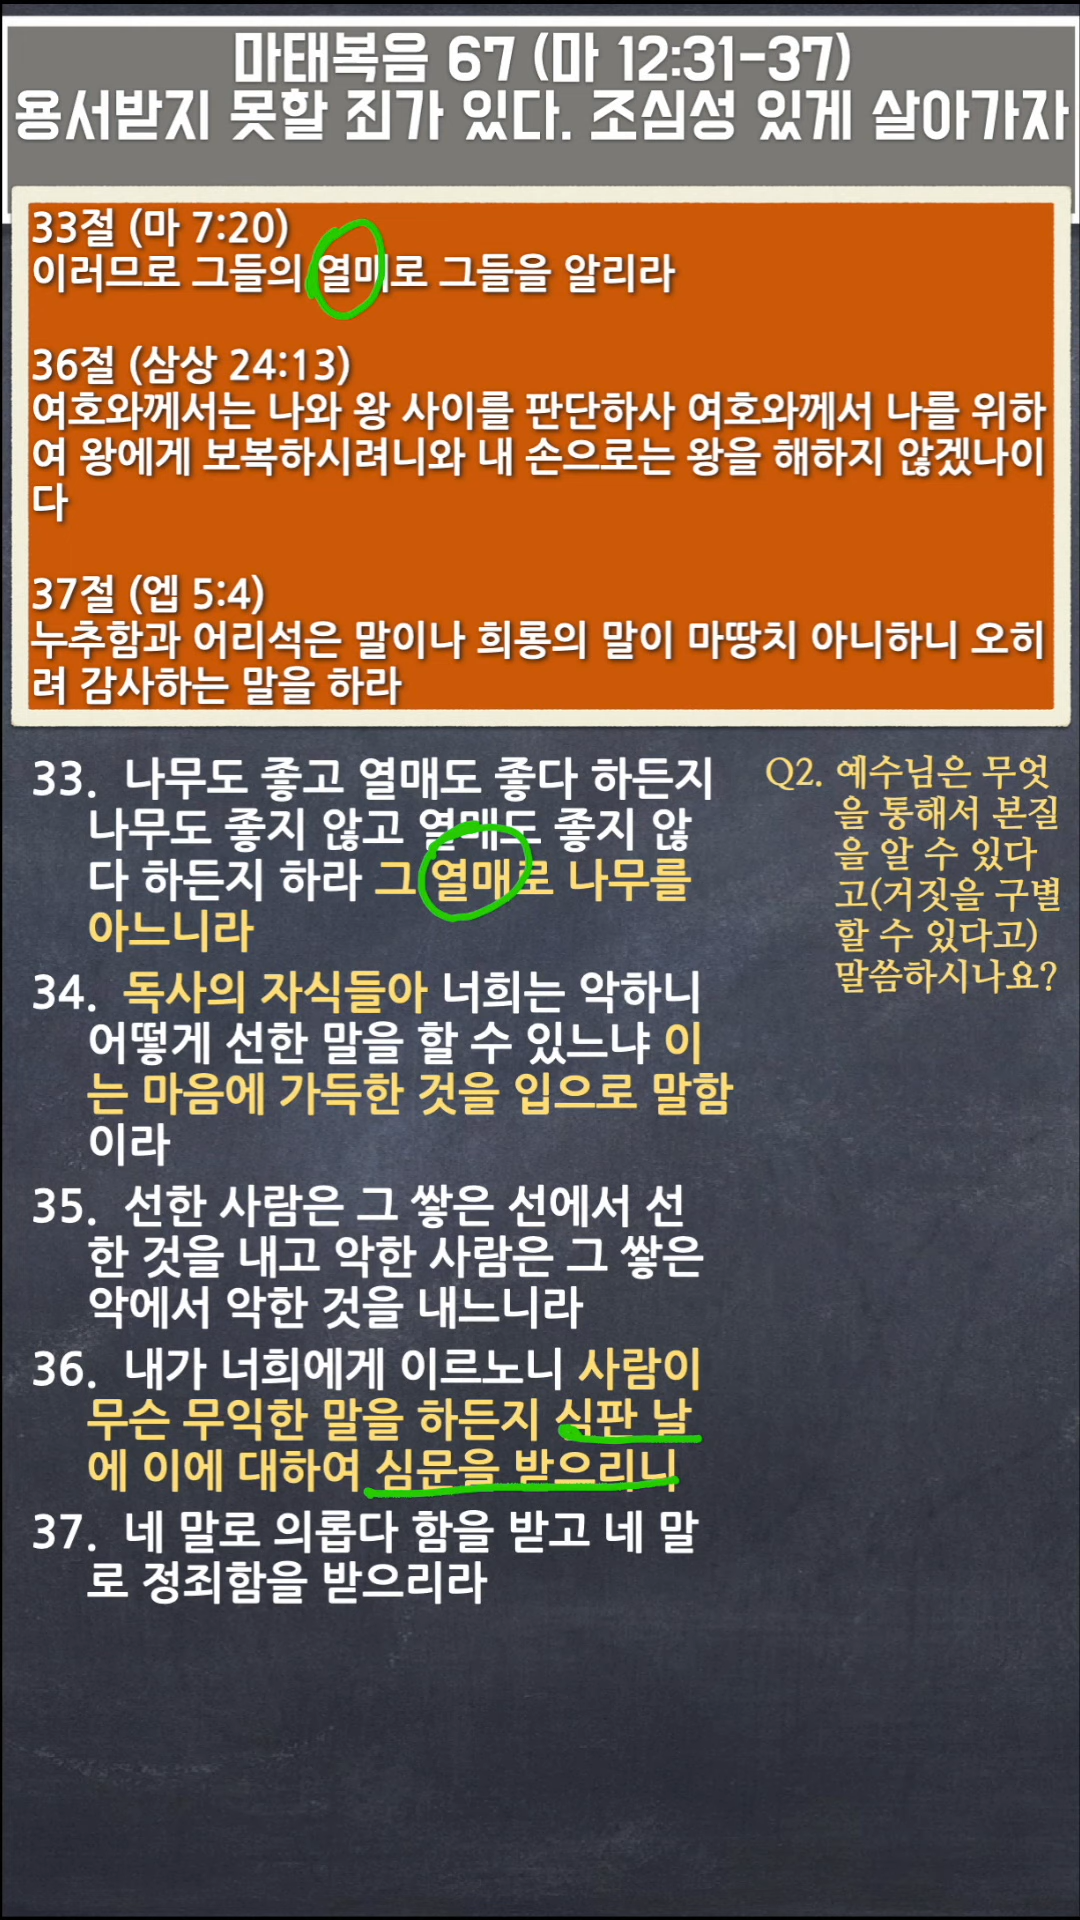 마태복음 67 (마 12:31-37)
용서받지 못할 죄가 있다. 조심성 있게 살아가자
33절 (마 7:20)
이러므로 그들의 열매로 그들을 알리라
36절 (삼상 24:13)
여호와께서는 나와 왕 사이를 판단하사 여호와께서 나를 위하
여 왕에게 보복하시려니와 내 손으로는 왕을 해하지 않겠나이
다
37절 (엡 5:4)
누추함과 어리석은 말이나 희롱의 말이 마땅치 아니하니 오히
려 감사하는 말을 하라
33. 나무도 좋고 열매도 좋다 하든지
나무도 좋지 않고 열매도 좋지 않
다 하든지 하라 그 열매로 나무를
아느니라
34. 독사의 자식들아 너희는 악하니
어떻게 선한 말을 할 수 있느냐 이
는 마음에 가득한 것을 입으로 말함
이라
35. 선한 사람은 그 쌓은 선에서 선
한 것을 내고 악한 사람은 그 쌓은
악에서 악한 것을 내느니라
36. 내가 너희에게 이르노니 사람이
무슨 무익한 말을 하든지 심판 날
에 이에 대하여 심문을 받으리니
37. 네 말로 의롭다 함을 받고 네 말
로 정죄함을 받으리라
Q2. 예수님은 무엇
을 통해서 본질
을 알 수 있다
고(거짓을 구별
할 수 있다고)
말씀하시나요?